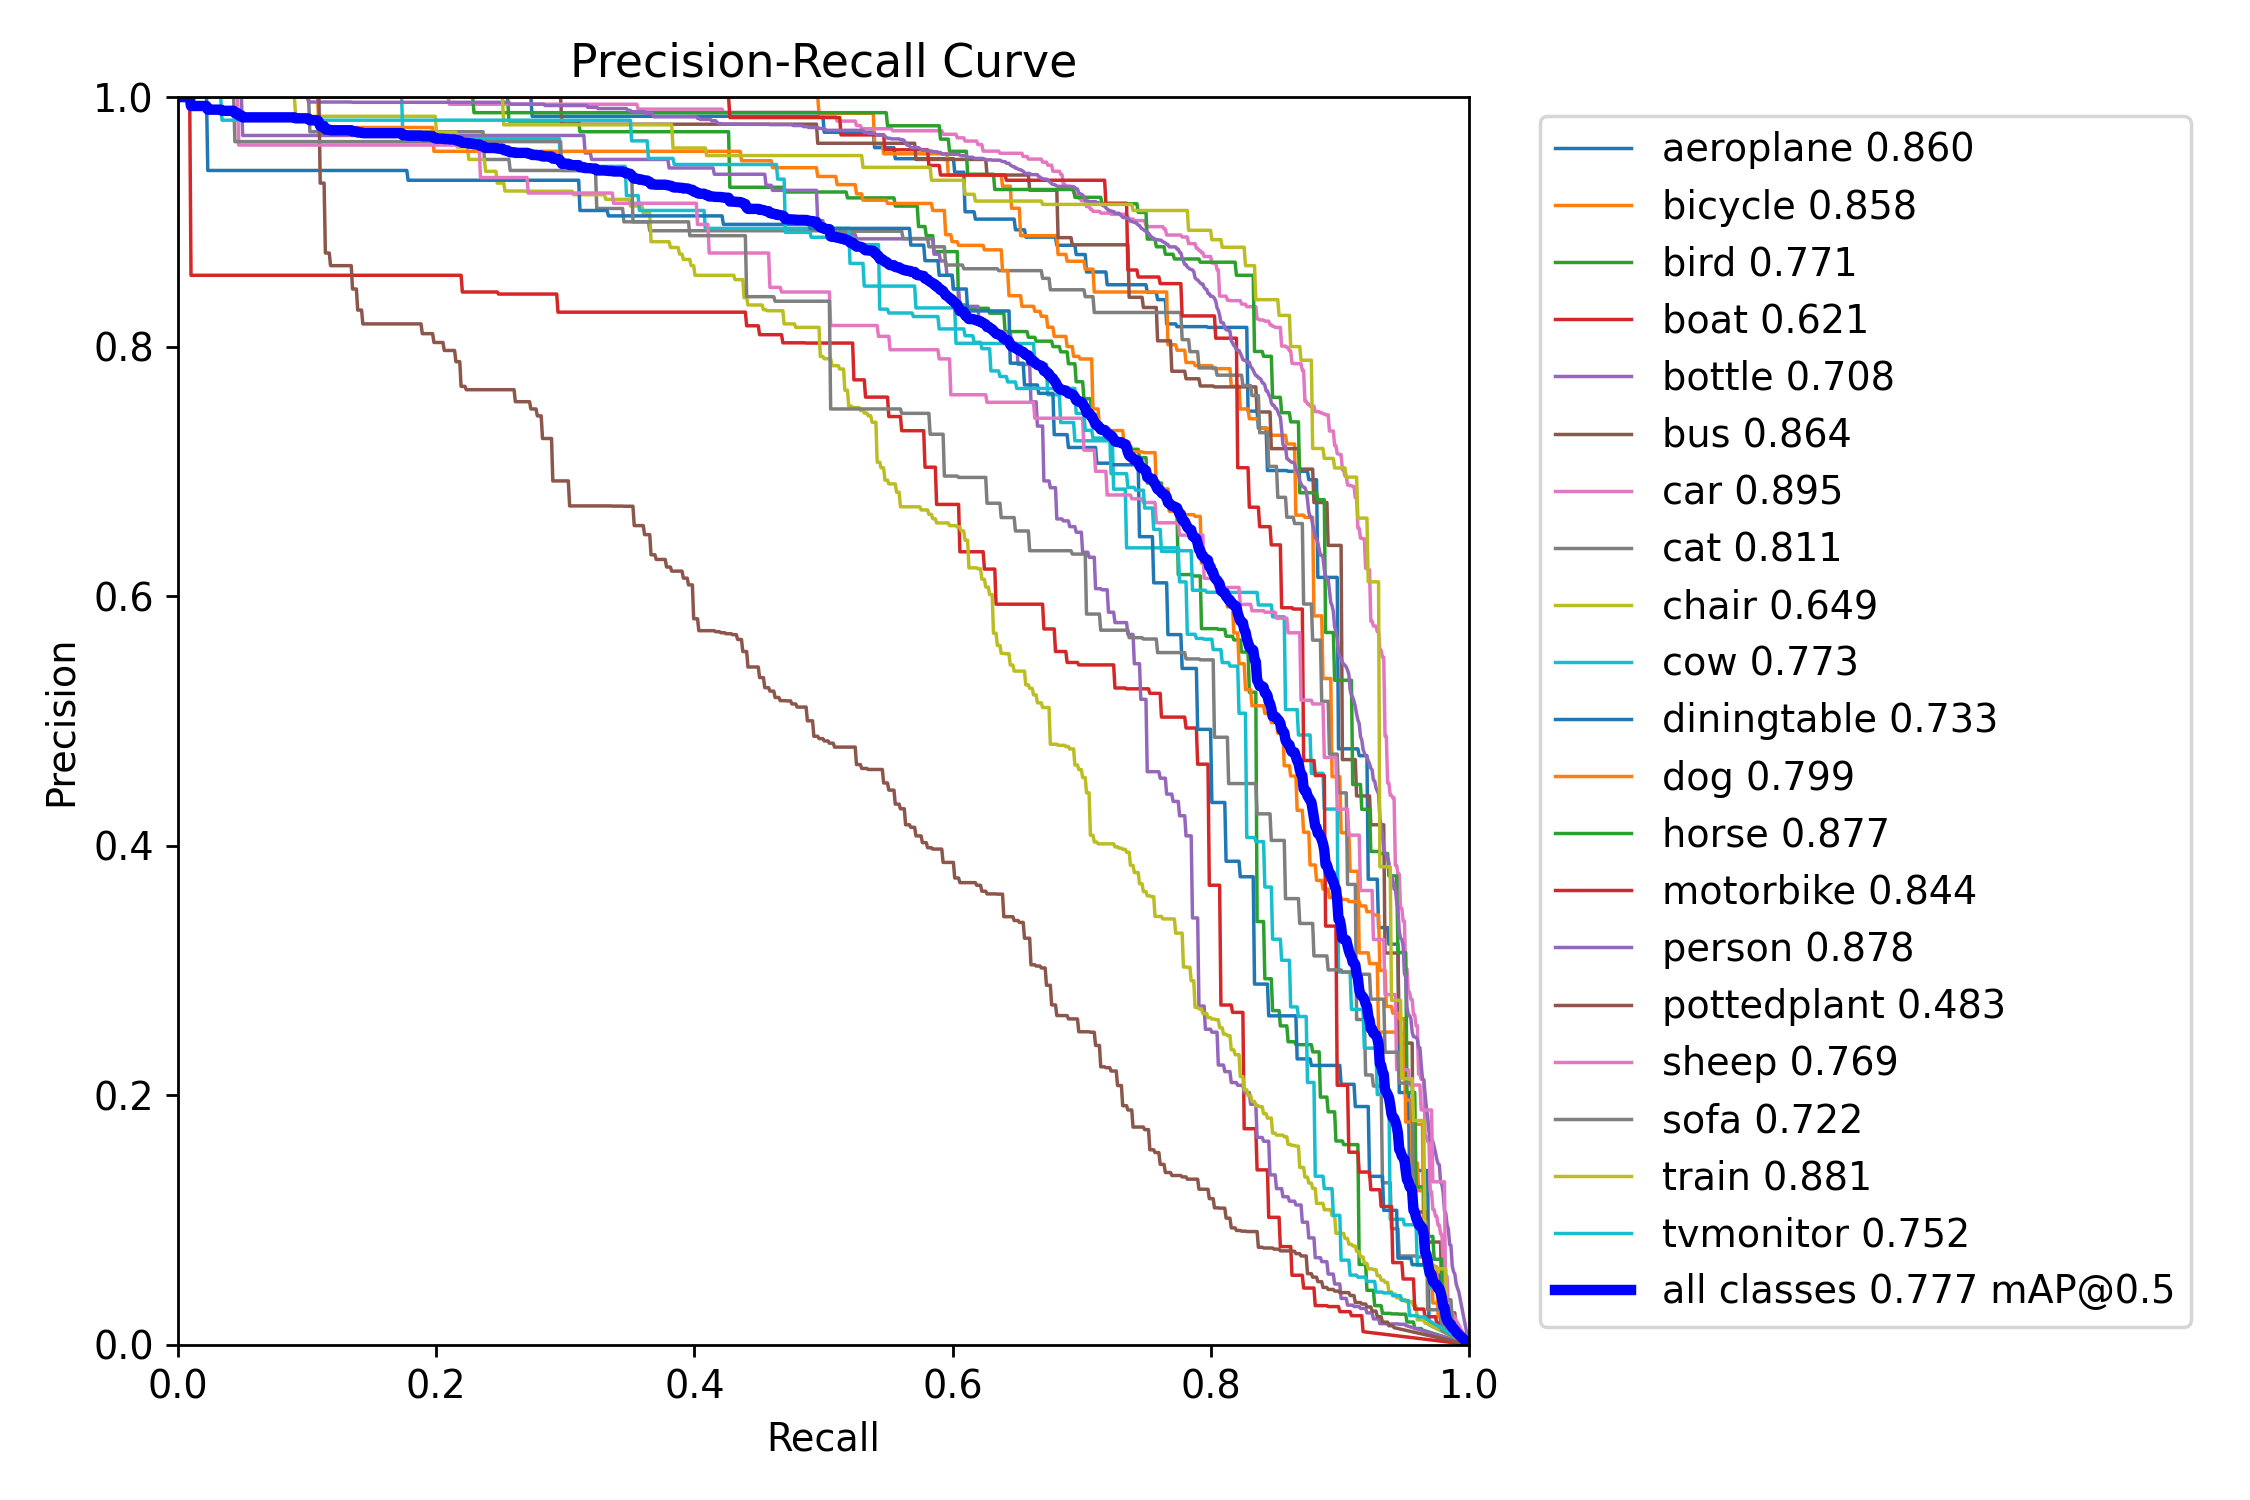 Precision-Recall Curve
1.0
0.8
0.6
0.4
0.2
0.0
Precision
0.0 0.2 0.4 0.6 0.8 1.0
Recall
aeroplane 0.860
bicycle 0.858
bird 0.771
boat 0.621
bottle 0.708
bus 0.864
car 0.895
cat 0.811
chair 0.649
cow 0.773
diningtable 0.733
dog 0.799
horse 0.877
motorbike 0.844
person 0.878
pottedplant 0.483
sheep 0.769
sofa 0.722
train 0.881
tvmonitor 0.752
all classes 0.777 mAP@0.5